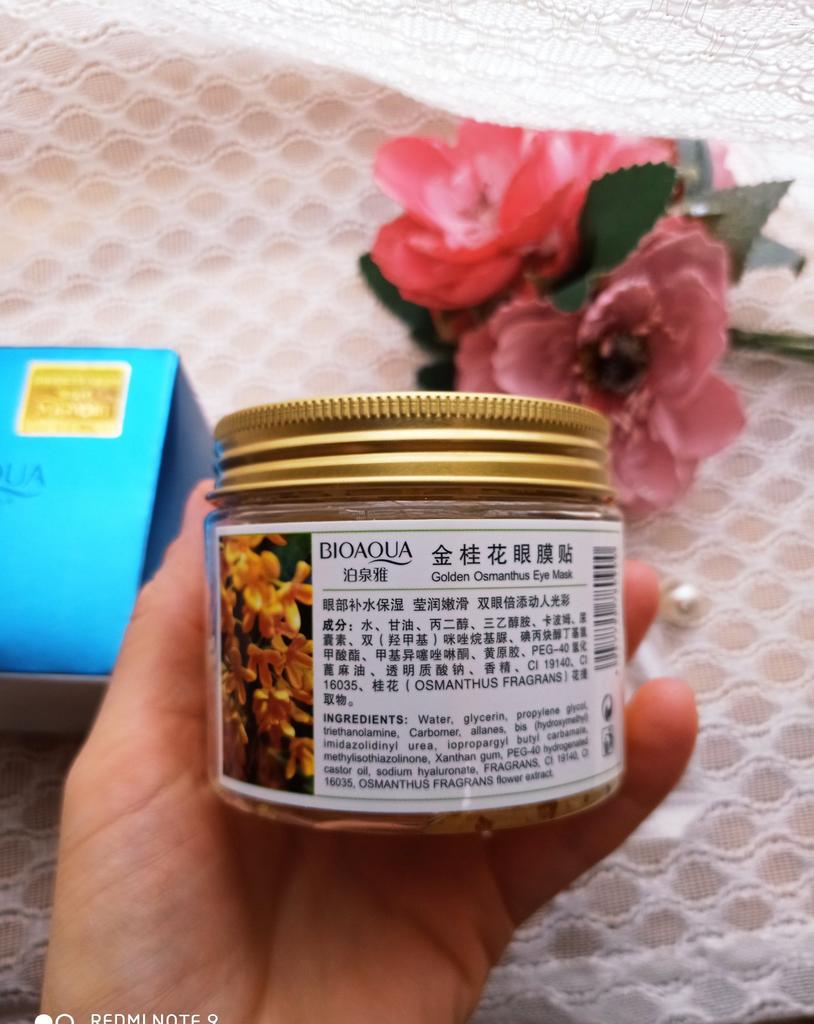 QUA
BIOAQUA
泊泉雅
金桂花眼膜贴
Golden Osmanthus Eye Mask
眼部补水保湿 莹润嫩滑 双眼倍添动人光彩
成分：水、甘油、丙二醇、三乙醇胺、卡波姆、尿
囊素、双（羟甲基）咪唑烷基脲、碘丙炔醇丁基氨
甲酸酯、甲基异噻唑啉酮、黄原胶、PEG-40 氢化
蓖麻油、透明质酸钠、香精、CI 19140、CI
16035、桂花（OSMANTHUS FRAGRANS）花提
取物。
INGREDIENTS: Water, glycerin, propylene glycol,
triethanolamine, Carbomer, allanes, bis (hydroxymethyl)
imidazolidinyl urea, iopropargyl butyl carbamate,
methylisothiazolinone, Xanthan gum, PEG-40 hydrogenated
castor oil, sodium hyaluronate, FRAGRANS, CI 19140, CI
16035, OSMANTHUS FRAGRANS flower extract.
REDMI NOTE 9